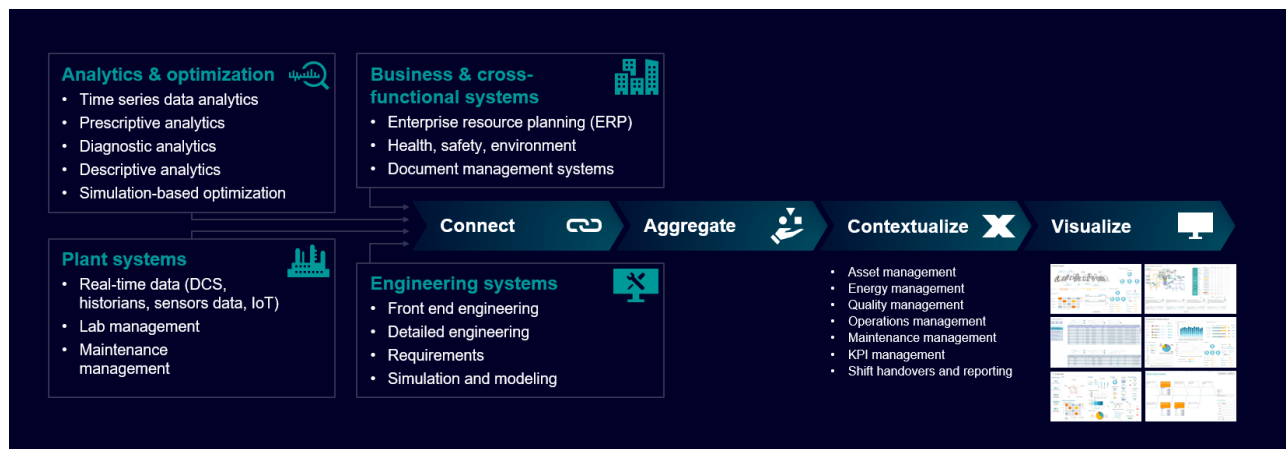 Analytics & optimization
• Time series data analytics
• Prescriptive analytics
• Diagnostic analytics
• Descriptive analytics
• Simulation-based optimization
Business & cross-
functional systems
• Enterprise resource planning (ERP)
• Health, safety, environment
• Document management systems
Plant systems
• Real-time data (DCS,
historians, sensors data, IoT)
• Lab management
• Maintenance
management
Engineering systems
• Front end engineering
• Detailed engineering
• Requirements
• Simulation and modeling
Connect
Aggregate
Contextualize
• Asset management
• Energy management
• Quality management
• Operations management
• Maintenance management
• KPI management
• Shift handovers and reporting
Visualize